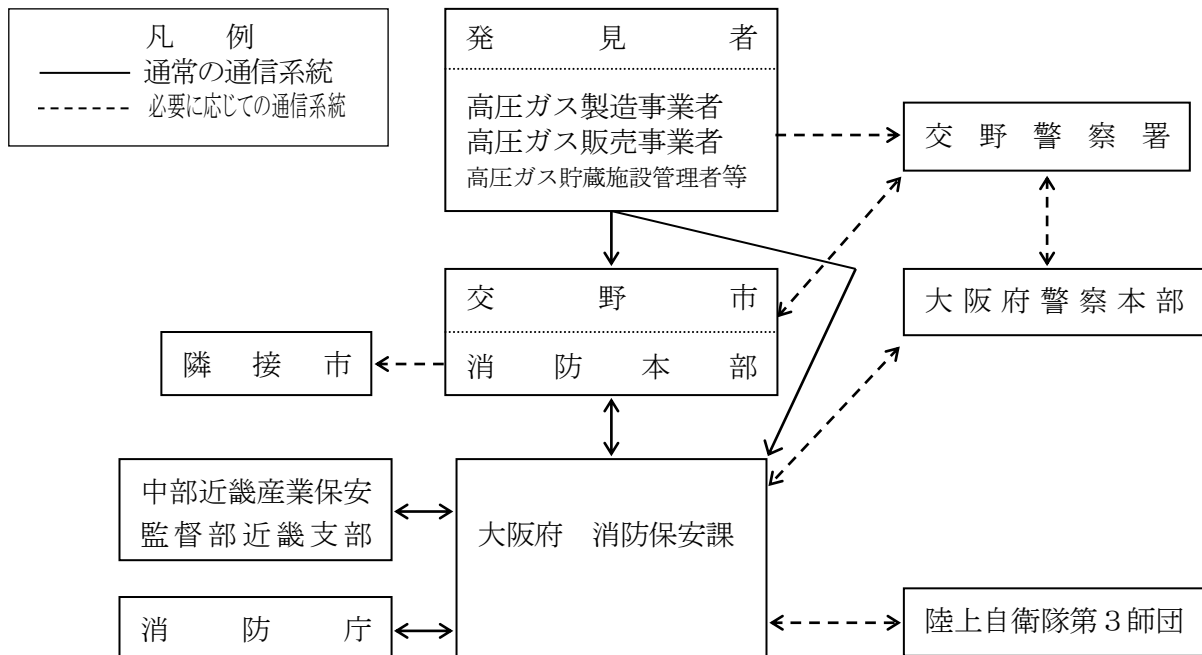 凡　例
通常の通信系統
必要に応じての通信系統
発見者
高圧ガス製造事業者
高圧ガス販売事業者
高圧ガス貯蔵施設管理者等
交野警察署
交野市
消防本部
大阪府警察本部
隣接市
中部近畿産業保安
監督部近畿支部
大阪府　消防保安課
消防庁
陸上自衛隊第３師団